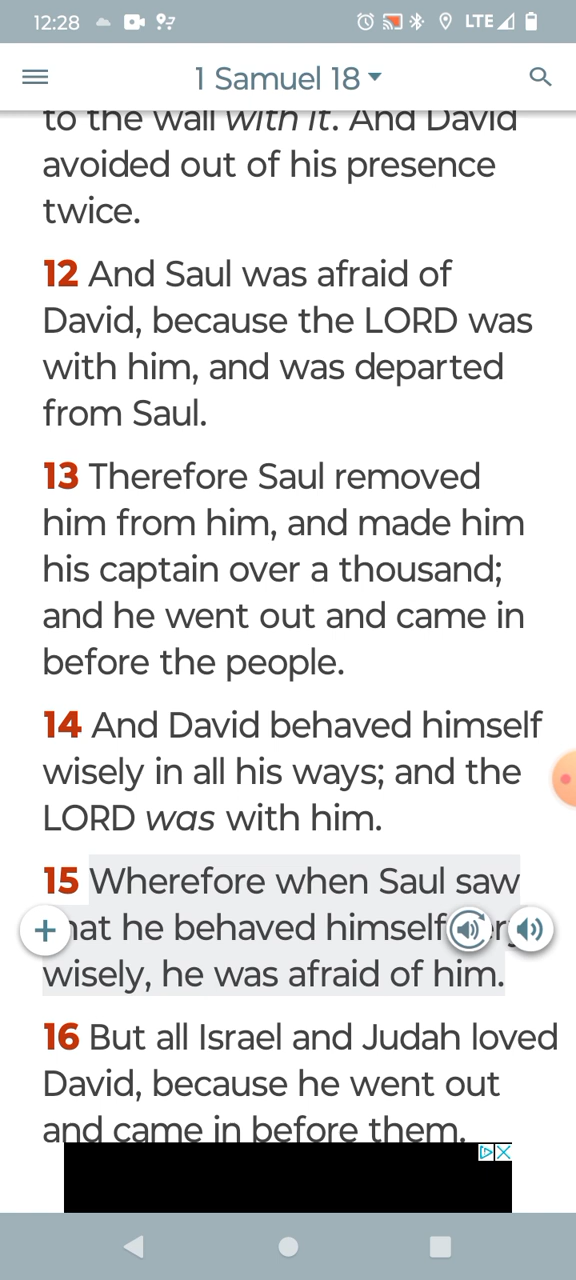 12:28
LTE
1 Samuel 18
to the wall with it. And David
avoided out of his presence
twice.
12 And Saul was afraid of
David, because the LORD was
with him, and was departed
from Saul.
13 Therefore Saul removed
him from him, and made him
his captain over a thousand;
and he went out and came in
before the people.
14 And David behaved himself
wisely in all his ways; and the
LORD was with him.
15 Wherefore when Saul saw
he behaved himself
wisely, he was afraid of him.
16 But all Israel and Judah loved
David, because he went out
and came in before them.